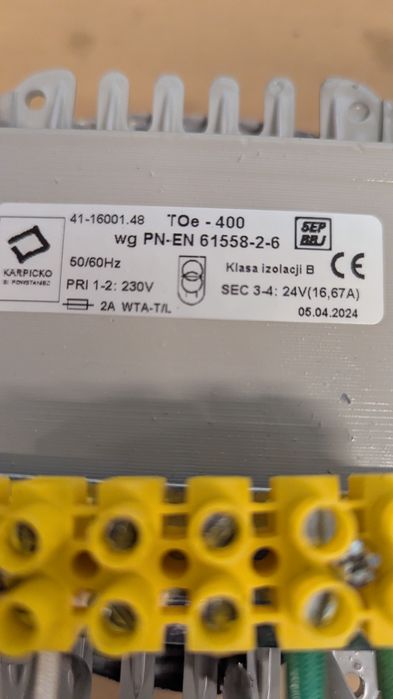 41-16001.48 TOe - 400
wg PN-EN 61558-2-6
SEP
BBJ
50/60Hz
Klasa izolacji B CE
KARPICKO
PRI 1-2: 230V
SEC 3-4: 24V(16,67A)
2A WTA-T/L
05.04.2024